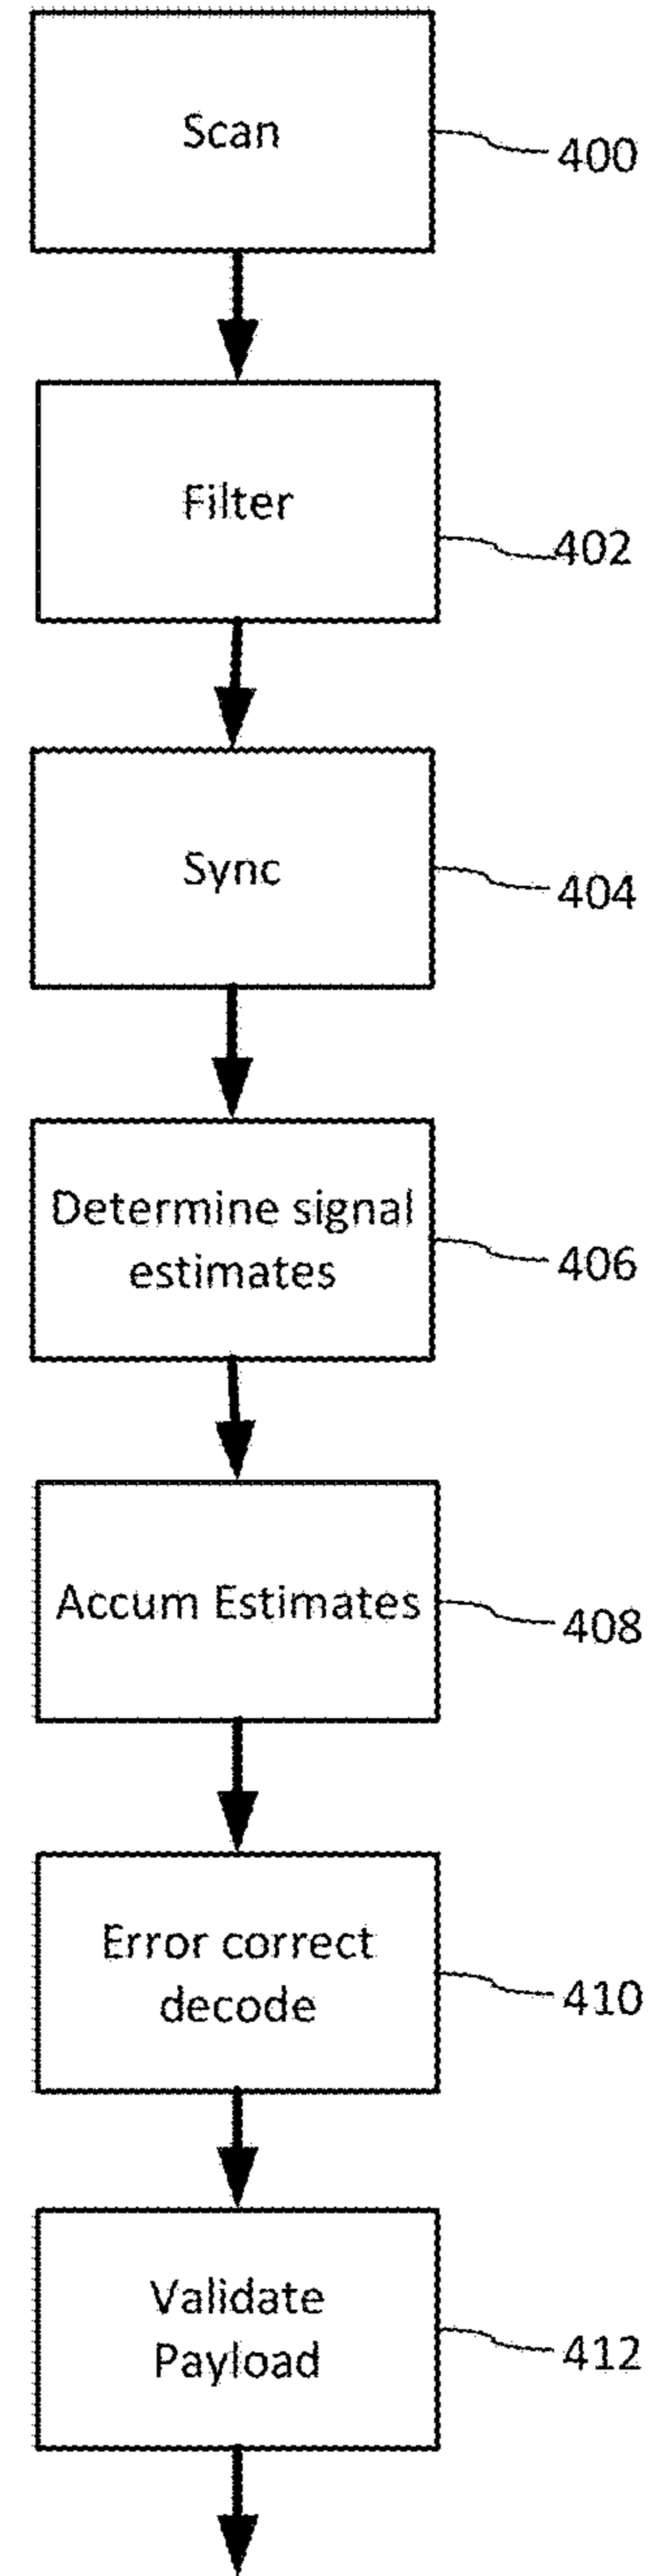 Scan
400
Filter
402
Sync
404
Determine signal
estimates
406
Accum Estimates
408
Error correct
decode
410
Validate
Payload
412